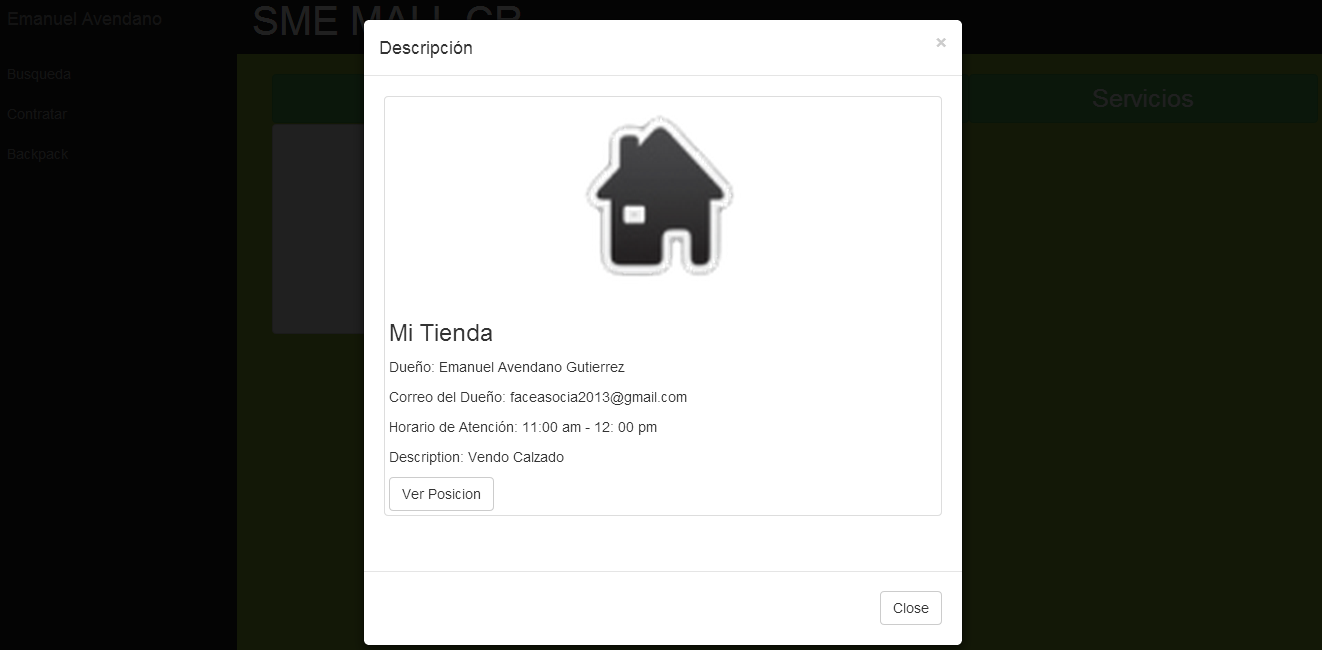 Emanuel Avendano
SME MALL CR
Busqueda
Contratar
Backpack
Servicios
Descripción
×
Mi Tienda
Dueño: Emanuel Avendano Gutierrez
Correo del Dueño: faceasocia2013@gmail.com
Horario de Atención: 11:00 am - 12: 00 pm
Description: Vendo Calzado
Ver Posicion
Close